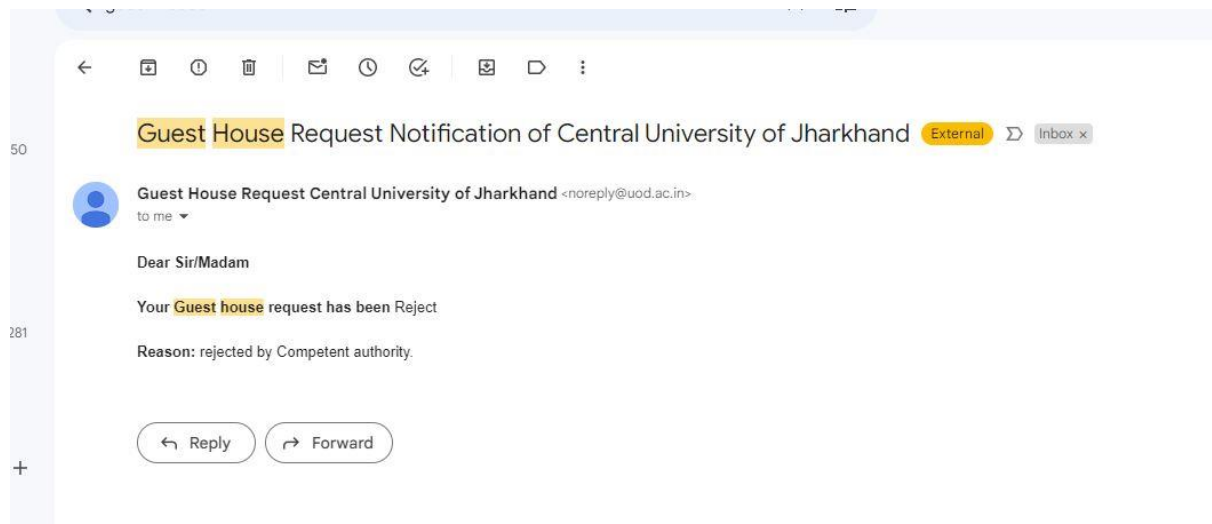 Guest House Request Notification of Central University of Jharkhand External Inbox ×
50
Guest House Request Central University of Jharkhand <noreply@uod.ac.in>
to me
Dear Sir/Madam
Your Guest house request has been Reject
281
Reason: rejected by Competent authority.
Reply Forward